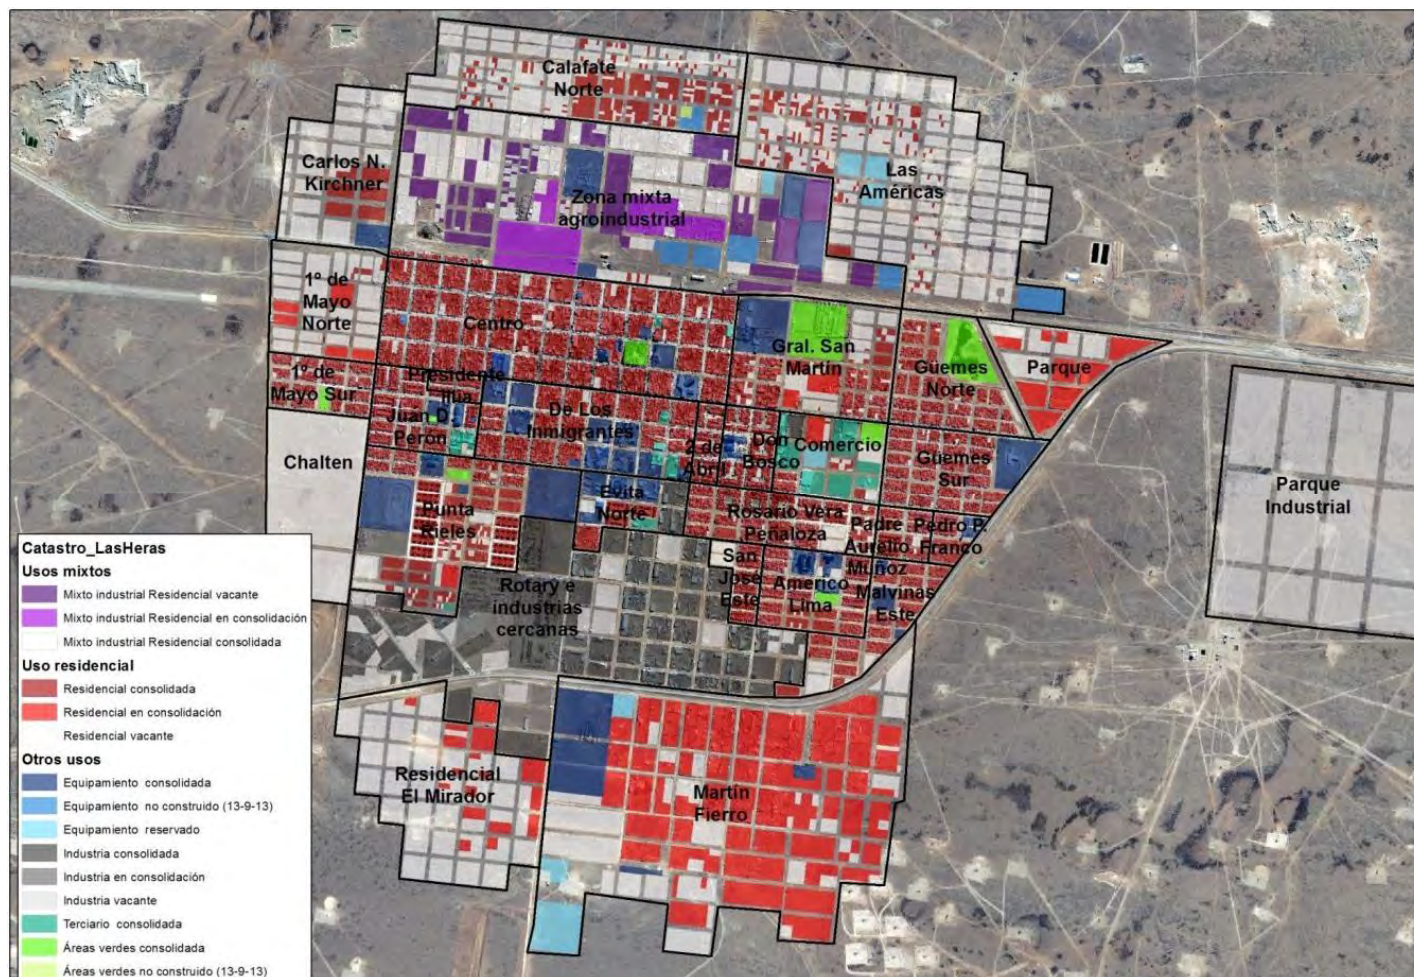 Calafate
Norte
Carlos N.
Kirchner
Las
Américas
Zona mixta
agroindustrial
1º de
Mayo
Norte
Centro
Gral. San
Martín
Güemes
Norte
Parque
1º de
Mayo Sur
Presidente
Illia
Juan D.
Perón
De Los
Inmigrantes
2 de
Abril
Don
Bosco
Comercio
Güemes
Sur
Chalten
Parque
Industrial
Punta
Rieles
Evita
Norte
Rosario Vera
Peñaloza
Padre
Aurelio
Muñoz
Pedro P.
Franco
San
José
Este
Americo
Lima
Malvinas
Este
Rotary e
industrias
cercanas
Residencial
El Mirador
Martín
Fierro
Catastro_LasHeras
Usos mixtos
Mixto industrial Residencial vacante
Mixto industrial Residencial en consolidación
Mixto industrial Residencial consolidada
Uso residencial
Residencial consolidada
Residencial en consolidación
Residencial vacante
Otros usos
Equipamiento consolidada
Equipamiento no construido (13-9-13)
Equipamiento reservado
Industria consolidada
Industria en consolidación
Industria vacante
Terciario consolidada
Áreas verdes consolidada
Áreas verdes no construido (13-9-13)